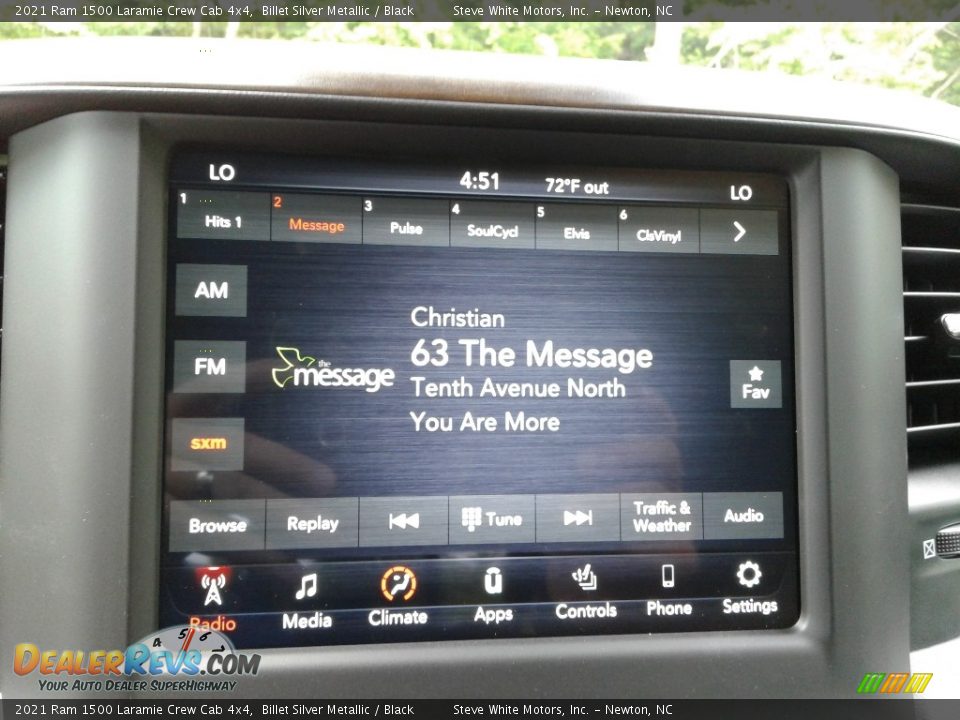 2021 Ram 1500 Laramie Crew Cab 4x4,  Billet Silver Metallic / Black    Steve White Motors, Inc. – Newton, NC
LO 4:51 72°F out LO
1 Hits 1 2 Message 3 Pulse 4 SoulCycl 5 Elvis 6 ClsVinyl
AM
Christian
63 The Message
the message
Tenth Avenue North
You Are More
FM
Fav
sxm
Browse Replay Tune Traffic & Weather Audio
Radio Media Climate Apps Controls Phone Settings
4 5 6
DealerRevs.com
Your Auto Dealer SuperHighway
2021 Ram 1500 Laramie Crew Cab 4x4,  Billet Silver Metallic / Black    Steve White Motors, Inc. – Newton, NC